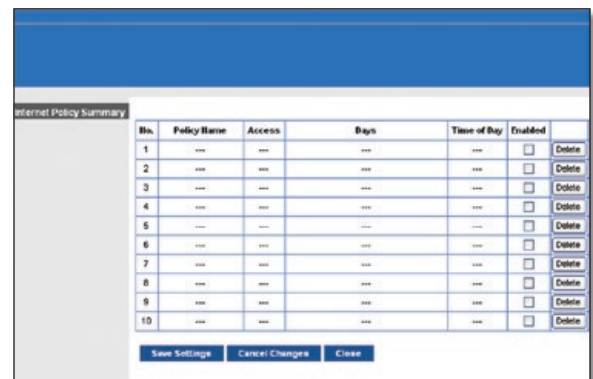 Internet Policy Summary
No. Policy Name Access Days Time of Day Enabled
1 --- --- --- --- Delete
2 --- --- --- --- Delete
3 --- --- --- --- Delete
4 --- --- --- --- Delete
5 --- --- --- --- Delete
6 --- --- --- --- Delete
7 --- --- --- --- Delete
8 --- --- --- --- Delete
9 --- --- --- --- Delete
10 --- --- --- --- Delete
Save Settings Cancel Changes Close